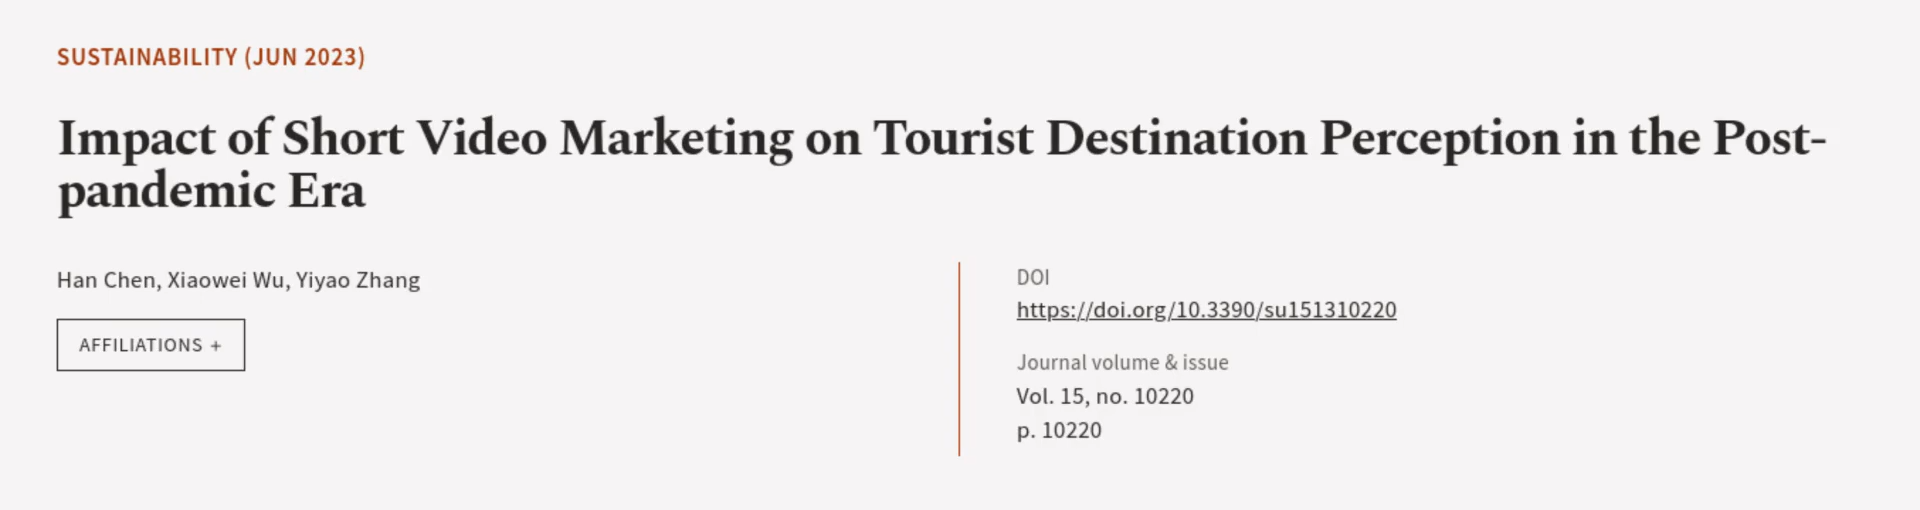 SUSTAINABILITY (JUN 2023)
Impact of Short Video Marketing on Tourist Destination Perception in the Post-
pandemic Era
Han Chen, Xiaowei Wu, Yiyao Zhang
AFFILIATIONS +
DOI
https://doi.org/10.3390/su151310220
Journal volume & issue
Vol. 15, no. 10220
p. 10220